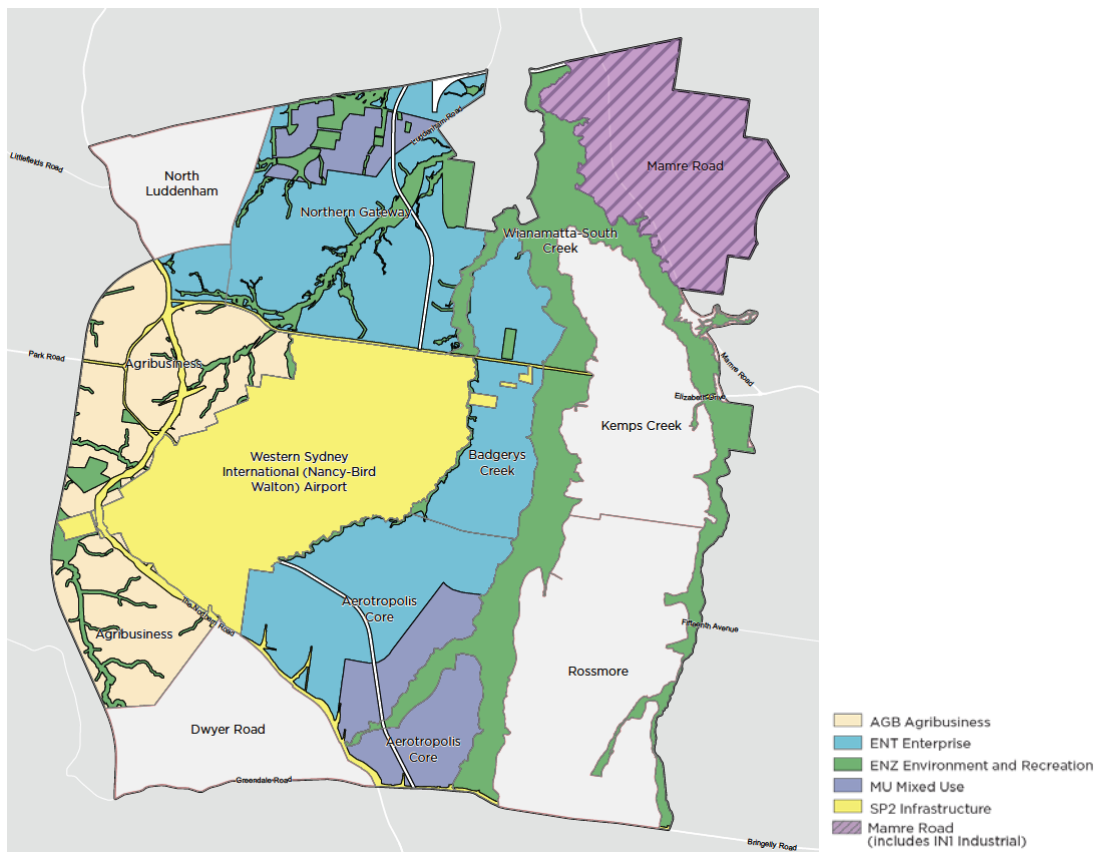 Luddenham Road
Littlefields Road
North
Luddenham
Mamre Road
Northern Gateway
Wianamatta-South
Creek
Park Road
Agribusiness
Mamre Road
Elizabeth Drive
Kemps Creek
Western Sydney
International (Nancy-Bird
Walton) Airport
Badgerys
Creek
Aerotropolis
Core
The Northern Road
Agribusiness
Fifteenth Avenue
Rossmore
Dwyer Road
Aerotropolis
Core
Greendale Road
Bringelly Road
AGB Agribusiness
ENT Enterprise
ENZ Environment and Recreation
MU Mixed Use
SP2 Infrastructure
Mamre Road
(includes IN1 Industrial)